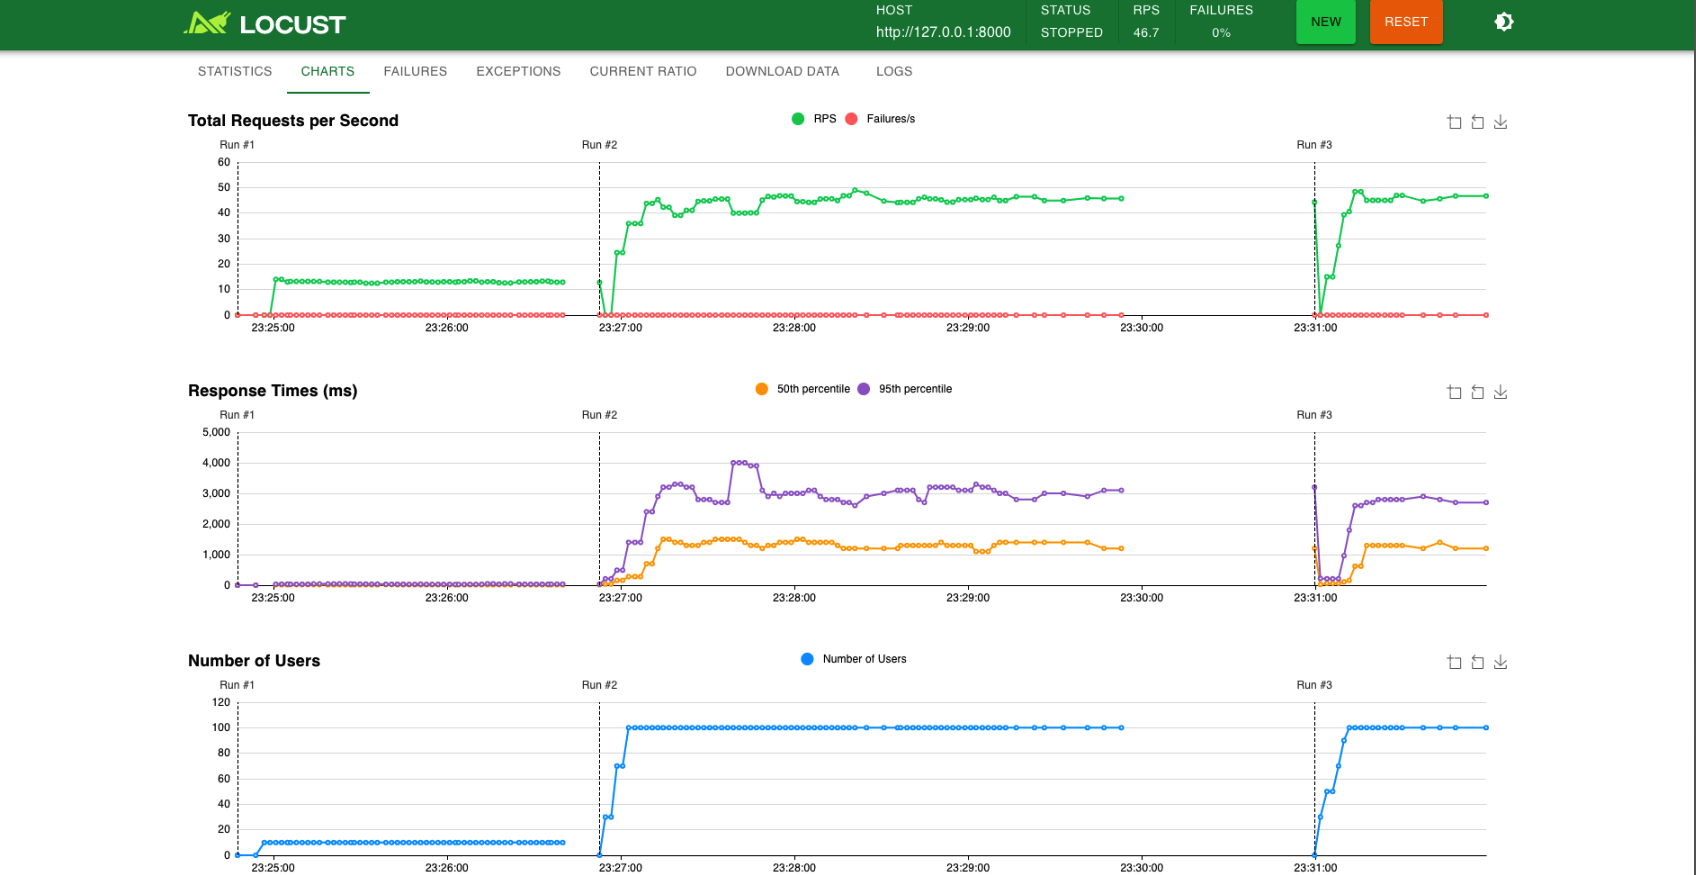 LOCUST
HOST
http://127.0.0.1:8000
STATUS
STOPPED
RPS
46.7
FAILURES
0%
NEW
RESET
STATISTICS CHARTS FAILURES EXCEPTIONS CURRENT RATIO DOWNLOAD DATA LOGS
Total Requests per Second
RPS Failures/s
Run #1 Run #2 Run #3
60
50
40
30
20
10
0
23:25:00 23:26:00 23:27:00 23:28:00 23:29:00 23:30:00 23:31:00
Response Times (ms)
50th percentile 95th percentile
Run #1 Run #2 Run #3
5,000
4,000
3,000
2,000
1,000
0
23:25:00 23:26:00 23:27:00 23:28:00 23:29:00 23:30:00 23:31:00
Number of Users
Number of Users
Run #1 Run #2 Run #3
120
100
80
60
40
20
0
23:25:00 23:26:00 23:27:00 23:28:00 23:29:00 23:30:00 23:31:00